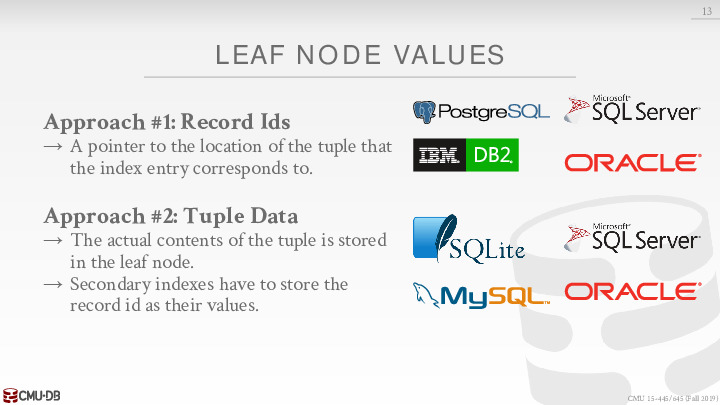 13
LEAF NODE VALUES
Approach #1: Record Ids
→ A pointer to the location of the tuple that
the index entry corresponds to.
PostgreSQL
Microsoft®
SQL Server®
IBM DB2.
ORACLE®
Approach #2: Tuple Data
→ The actual contents of the tuple is stored
in the leaf node.
→ Secondary indexes have to store the
record id as their values.
SQLite
Microsoft®
SQL Server®
MySQL™
ORACLE®
CMU·DB
CMU 15-445/645 (Fall 2019)